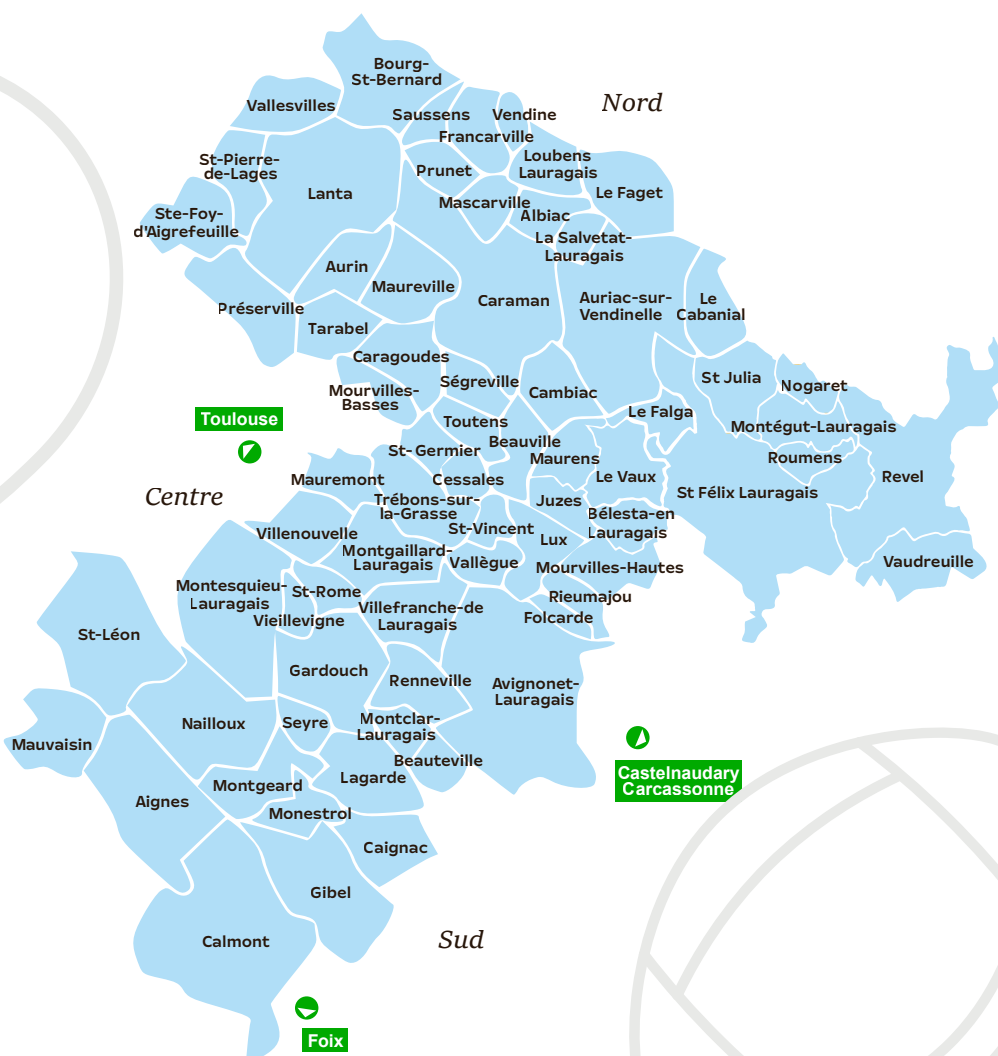 Bourg-
St-Bernard
Nord
Vallesvilles
Saussens
Vendine
Francarville
Loubens
Lauragais
St-Pierre-
de-Lages
Prunet
Lanta
Le Faget
Mascarville
Albiac
Ste-Foy-
d'Aigrefeuille
La Salvetat-
Lauragais
Aurin
Maureville
Caraman
Auriac-sur-
Vendinelle
Le
Cabanial
Préserville
Tarabel
Caragoudes
Ségreville
St Julia
Nogaret
Mourvilles-
Basses
Cambiac
Toulouse
Le Falga
Toutens
Montégut-Lauragais
Beauville
St- Germier
Maurens
Roumens
Mauremont
Cessales
Le Vaux
Revel
Centre
St Félix Lauragais
Trébons-sur-
la-Grasse
Juzes
Bélesta-en
Lauragais
Villenouvelle
St-Vincent
Lux
Montgaillard-
Lauragais
Vallègue
Mourvilles-Hautes
Vaudreuille
Montesquieu-
Lauragais
St-Rome
Rieumajou
Vieillevigne
Villefranche-de
Lauragais
Folcarde
St-Léon
Gardouch
Renneville
Avignonet-
Lauragais
Nailloux
Seyre
Montclar-
Lauragais
Mauvaisin
Beauteville
Castelnaudary
Carcassonne
Lagarde
Montgeard
Aignes
Monestrol
Caignac
Gibel
Calmont
Sud
Foix